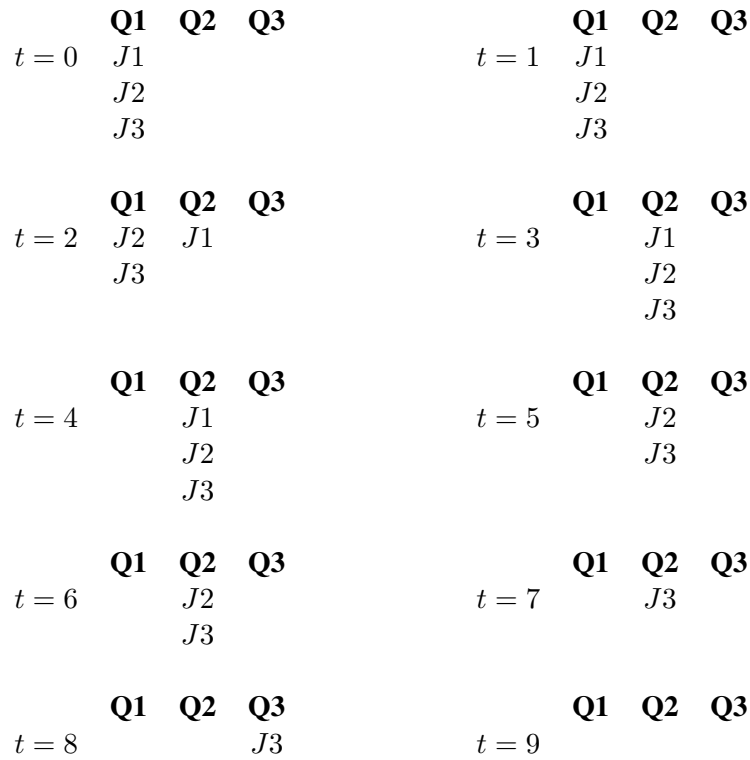 Q1 Q2 Q3
t = 0 J1
J2
J3
Q1 Q2 Q3
t = 1 J1
J2
J3
Q1 Q2 Q3
t = 2 J2 J1
J3
Q1 Q2 Q3
t = 3 J1
J2
J3
Q1 Q2 Q3
t = 4 J1
J2
J3
Q1 Q2 Q3
t = 5 J2
J3
Q1 Q2 Q3
t = 6 J2
J3
Q1 Q2 Q3
t = 7 J3
Q1 Q2 Q3
t = 8 J3
Q1 Q2 Q3
t = 9